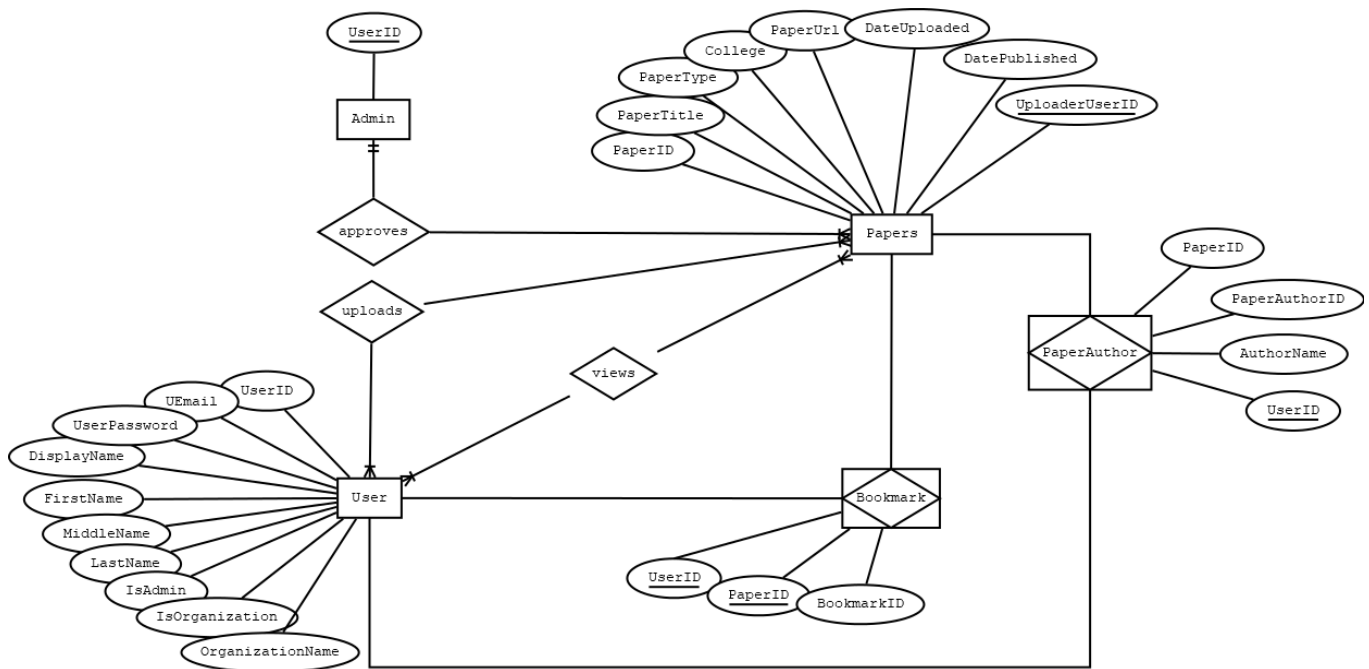 UserID
Admin
approves
uploads
views
PaperUrl
DateUploaded
College
DatePublished
PaperType
UploaderUserID
PaperTitle
PaperID
Papers
PaperID
PaperAuthorID
PaperAuthor
AuthorName
UserID
UserID
UEmail
UserPassword
DisplayName
FirstName
MiddleName
LastName
IsAdmin
IsOrganization
OrganizationName
User
Bookmark
UserID
PaperID
BookmarkID